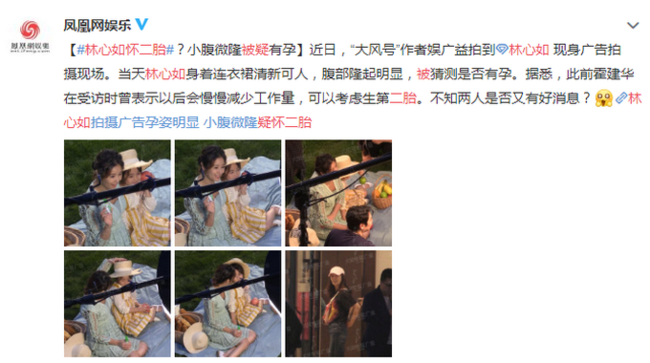 凤凰网娱乐
凰凰網娱乐
【#林心如怀二胎#？小腹微隆被疑有孕】近日，“大风号”作者娱广益拍到林心如 现身广告拍
摄现场。当天林心如身着连衣裙清新可人，腹部隆起明显，被猜测是否有孕。据悉，此前霍建华
在受访时曾表示以后会慢慢减少工作量，可以考虑生第二胎。不知两人是否又有好消息？林
心如拍摄广告孕姿明显 小腹微隆疑怀二胎